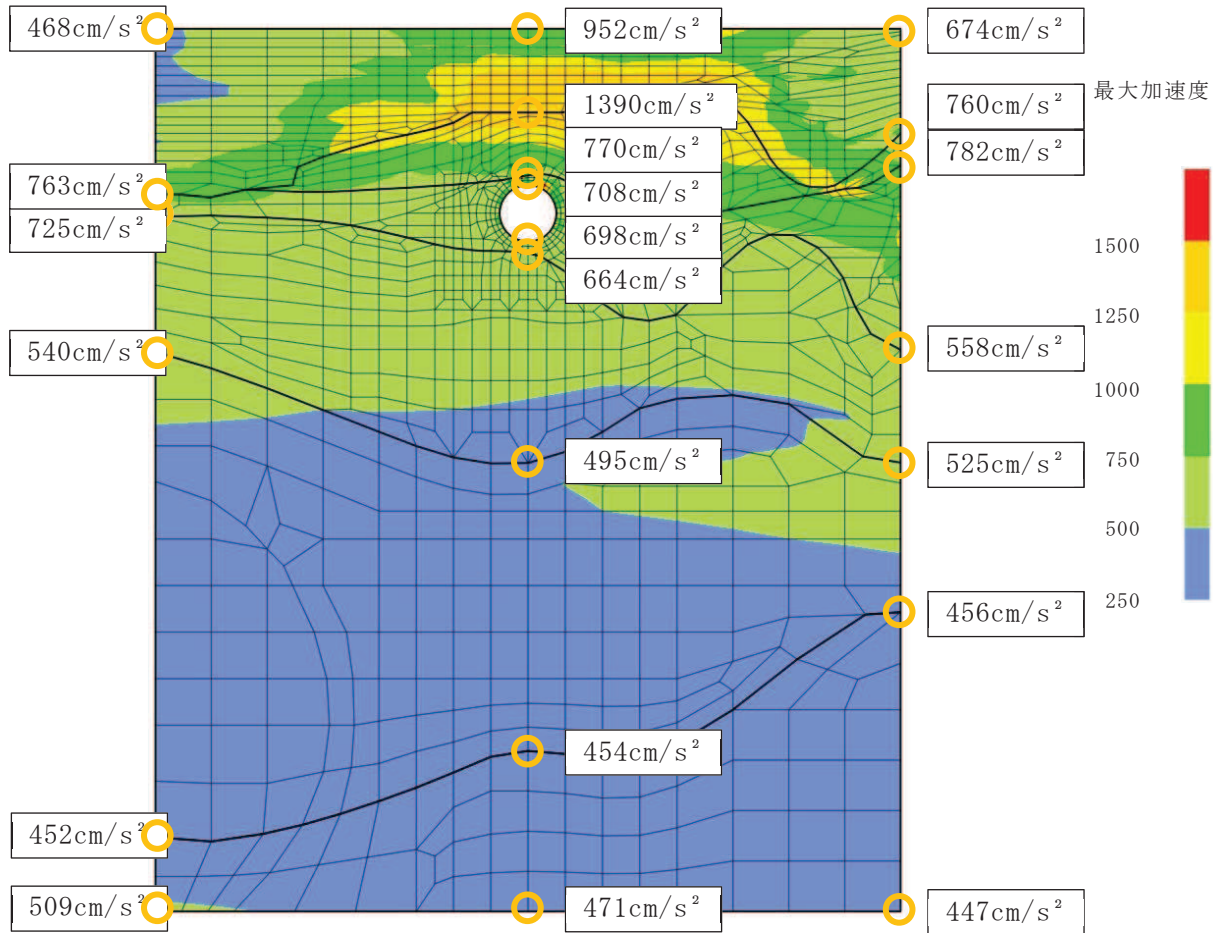 468cm/s²
952cm/s²
674cm/s²
最大加速度
1390cm/s²
760cm/s²
770cm/s²
782cm/s²
763cm/s²
708cm/s²
725cm/s²
698cm/s²
1500
664cm/s²
1250
540cm/s²
558cm/s²
1000
495cm/s²
525cm/s²
750
500
250
456cm/s²
454cm/s²
452cm/s²
509cm/s²
471cm/s²
447cm/s²